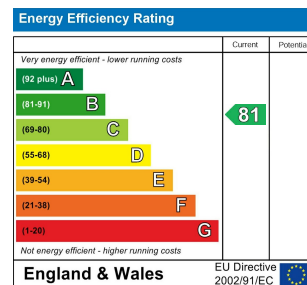 Energy Efficiency Rating
Current Potentia
Very energy efficient - lower running costs
(92 plus) A
(81-91) B
81
(69-80) C
(55-68) D
(39-54) E
(21-38) F
(1-20) G
Not energy efficient - higher running costs
England & Wales
EU Directive
2002/91/EC